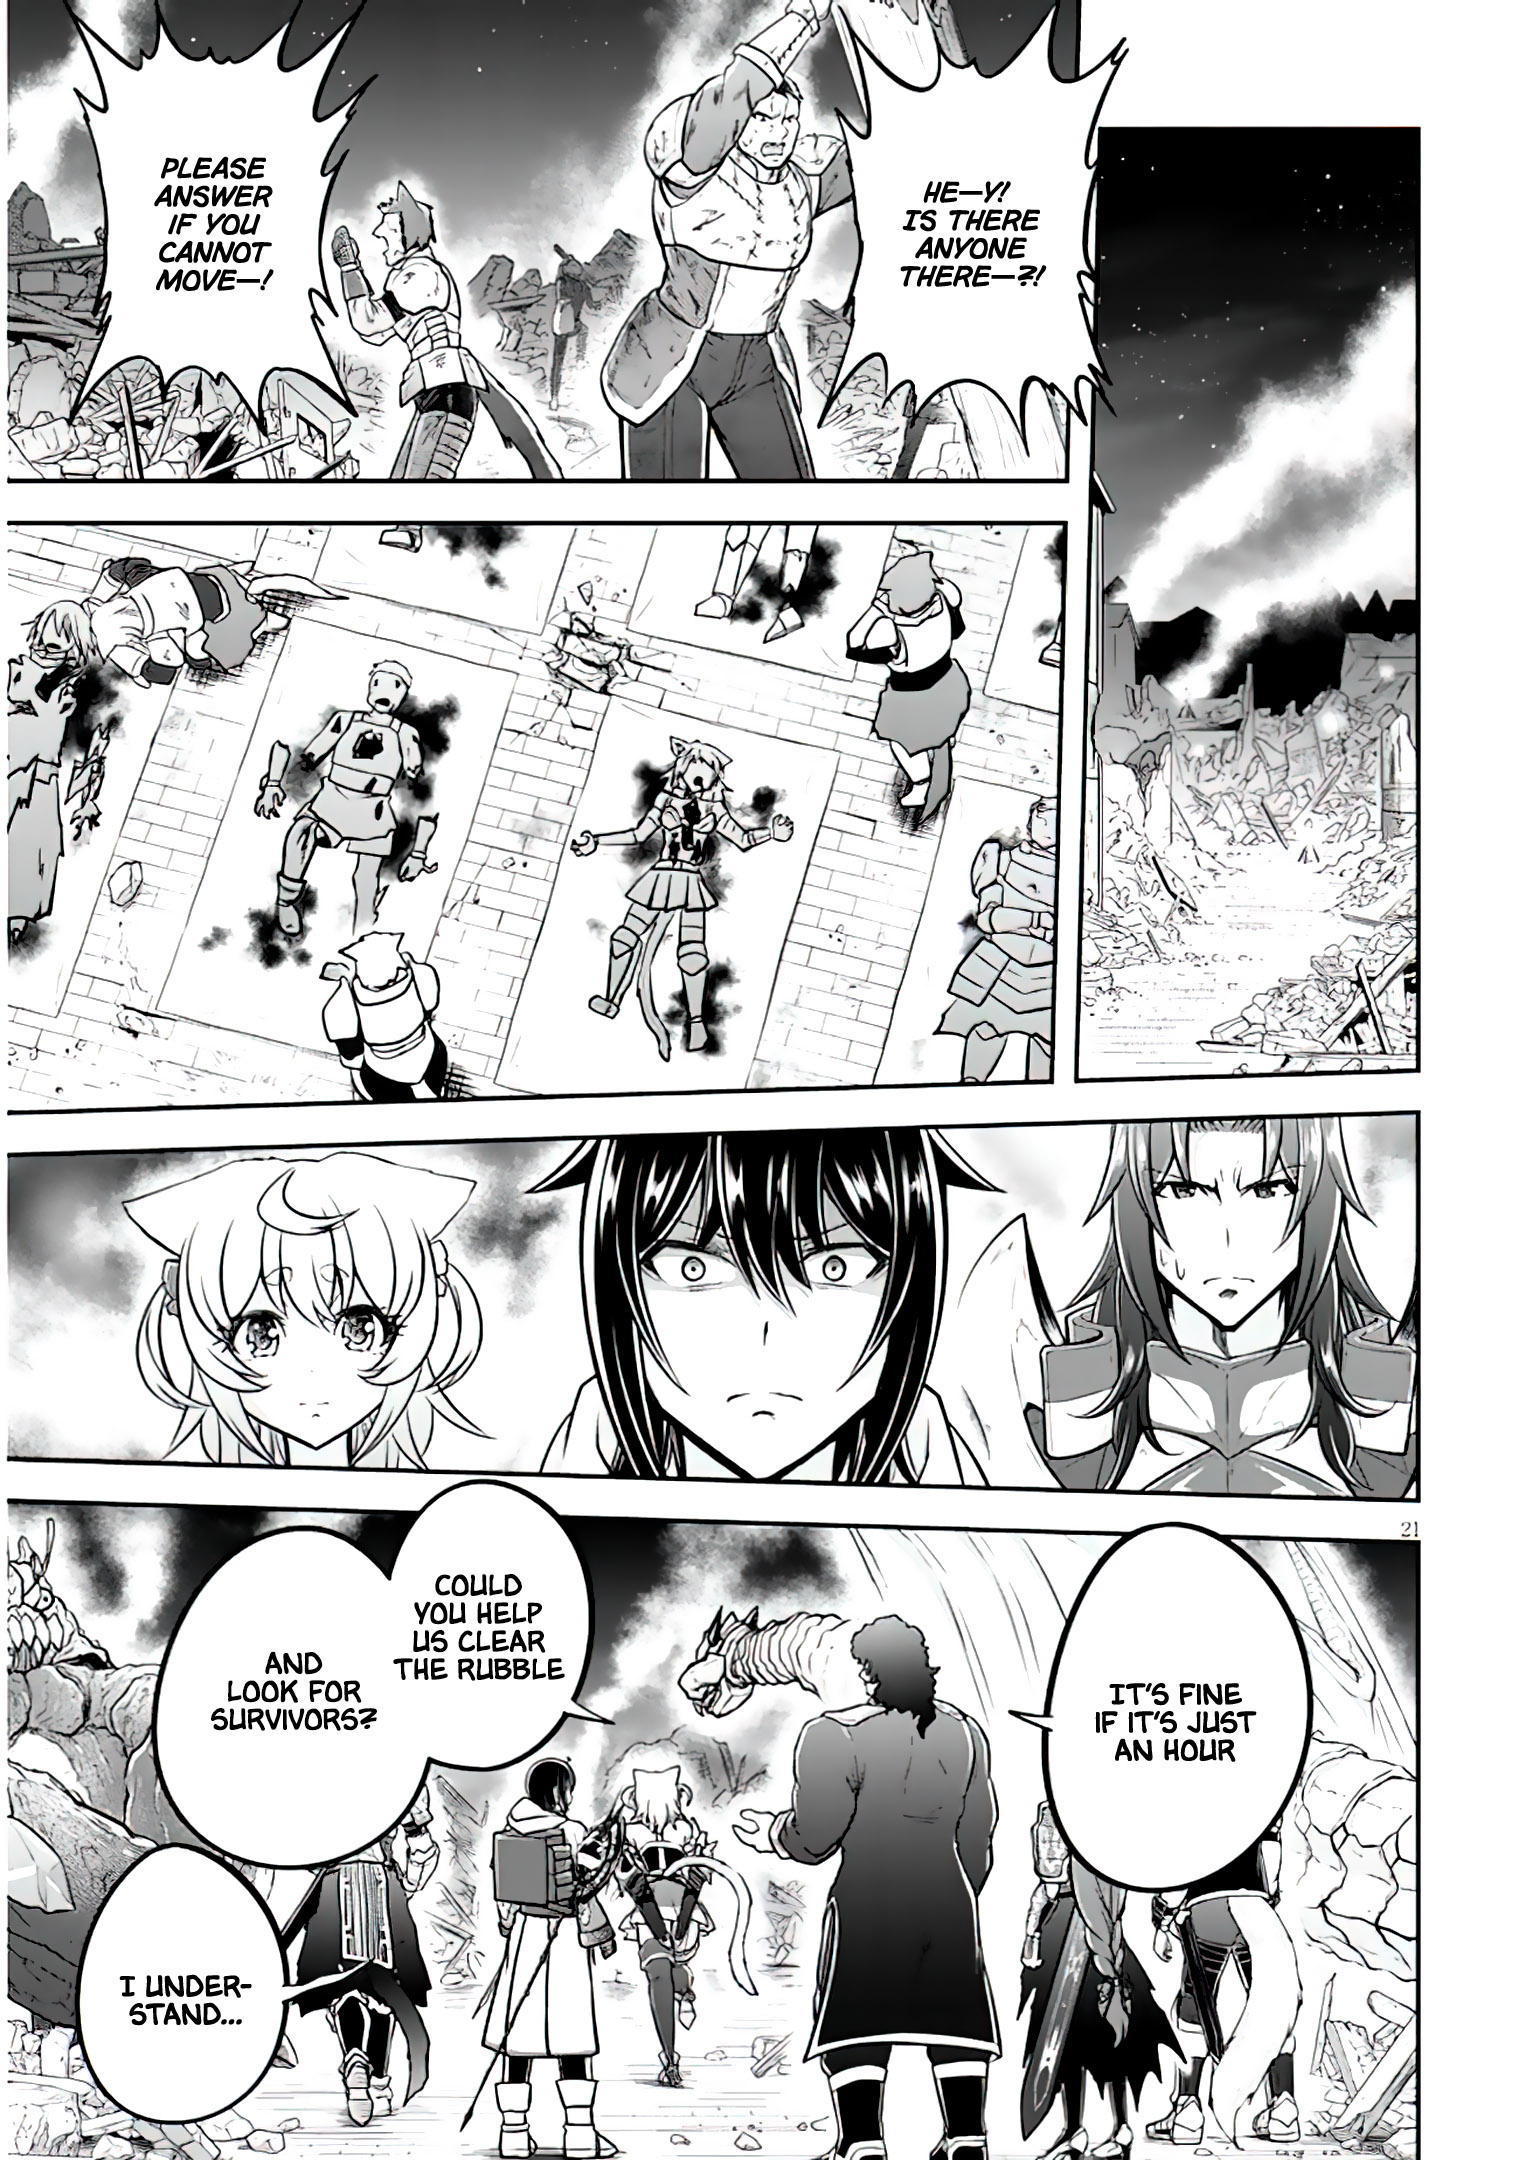 HE—Y!
IS THERE
ANYONE
THERE—?!
PLEASE
ANSWER
IF YOU
CANNOT
MOVE—!
21
IT'S FINE
IF IT'S JUST
AN HOUR
COULD
YOU HELP
US CLEAR
THE RUBBLE
AND
LOOK FOR
SURVIVORS?
I UNDER-
STAND...